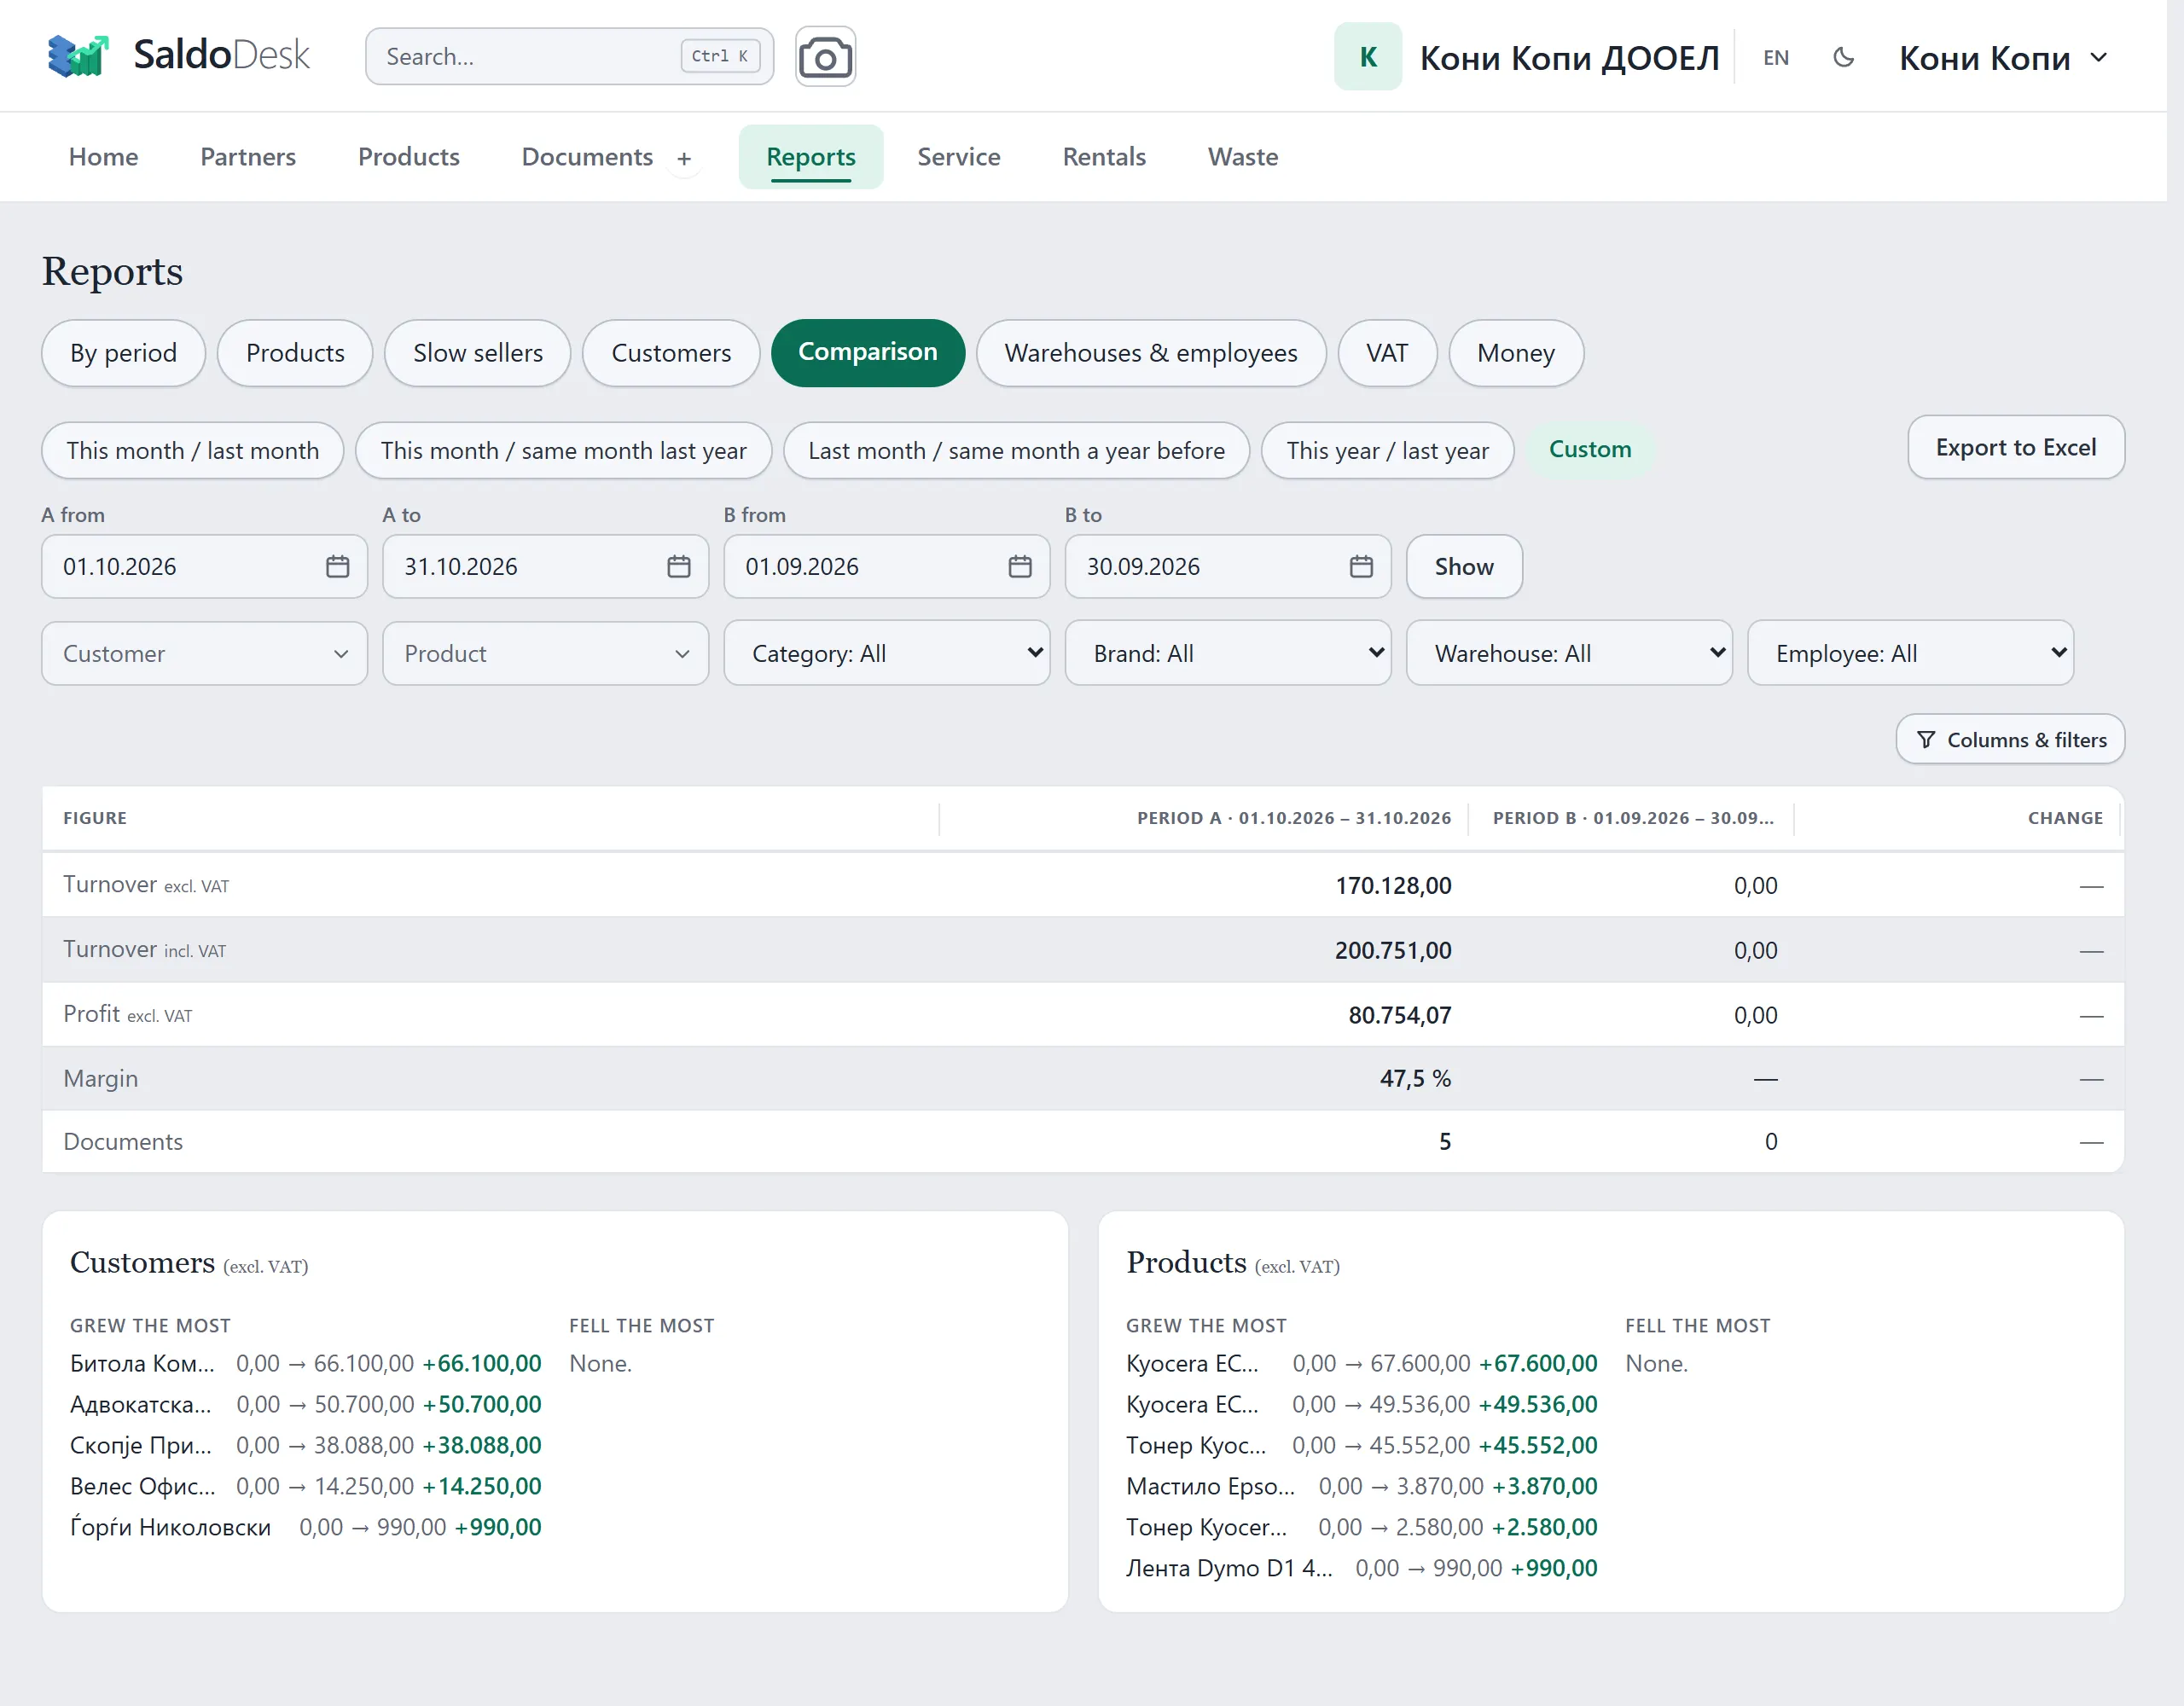 SaldoDesk
Search... Ctrl K
К Кони Копи ДООЕЛ EN Кони Копи
Home Partners Products Documents + Reports Service Rentals Waste
Reports
By period Products Slow sellers Customers Comparison Warehouses & employees VAT Money
This month / last month This month / same month last year Last month / same month a year before This year / last year Custom Export to Excel
A from A to B from B to
01.10.2026 31.10.2026 01.09.2026 30.09.2026 Show
Customer Product Category: All Brand: All Warehouse: All Employee: All
Columns & filters
FIGURE PERIOD A · 01.10.2026 – 31.10.2026 PERIOD B · 01.09.2026 – 30.09... CHANGE
Turnover excl. VAT 170.128,00 0,00 —
Turnover incl. VAT 200.751,00 0,00 —
Profit excl. VAT 80.754,07 0,00 —
Margin 47,5 % — —
Documents 5 0 —
Customers (excl. VAT)
GREW THE MOST FELL THE MOST
Битола Ком... 0,00 → 66.100,00 +66.100,00 None.
Адвокатска... 0,00 → 50.700,00 +50.700,00
Скопје При... 0,00 → 38.088,00 +38.088,00
Велес Офис... 0,00 → 14.250,00 +14.250,00
Ѓорѓи Николовски 0,00 → 990,00 +990,00
Products (excl. VAT)
GREW THE MOST FELL THE MOST
Kyocera EC... 0,00 → 67.600,00 +67.600,00 None.
Kyocera EC... 0,00 → 49.536,00 +49.536,00
Тонер Kyoc... 0,00 → 45.552,00 +45.552,00
Мастило Epso... 0,00 → 3.870,00 +3.870,00
Тонер Kyocer... 0,00 → 2.580,00 +2.580,00
Лента Dymo D1 4... 0,00 → 990,00 +990,00